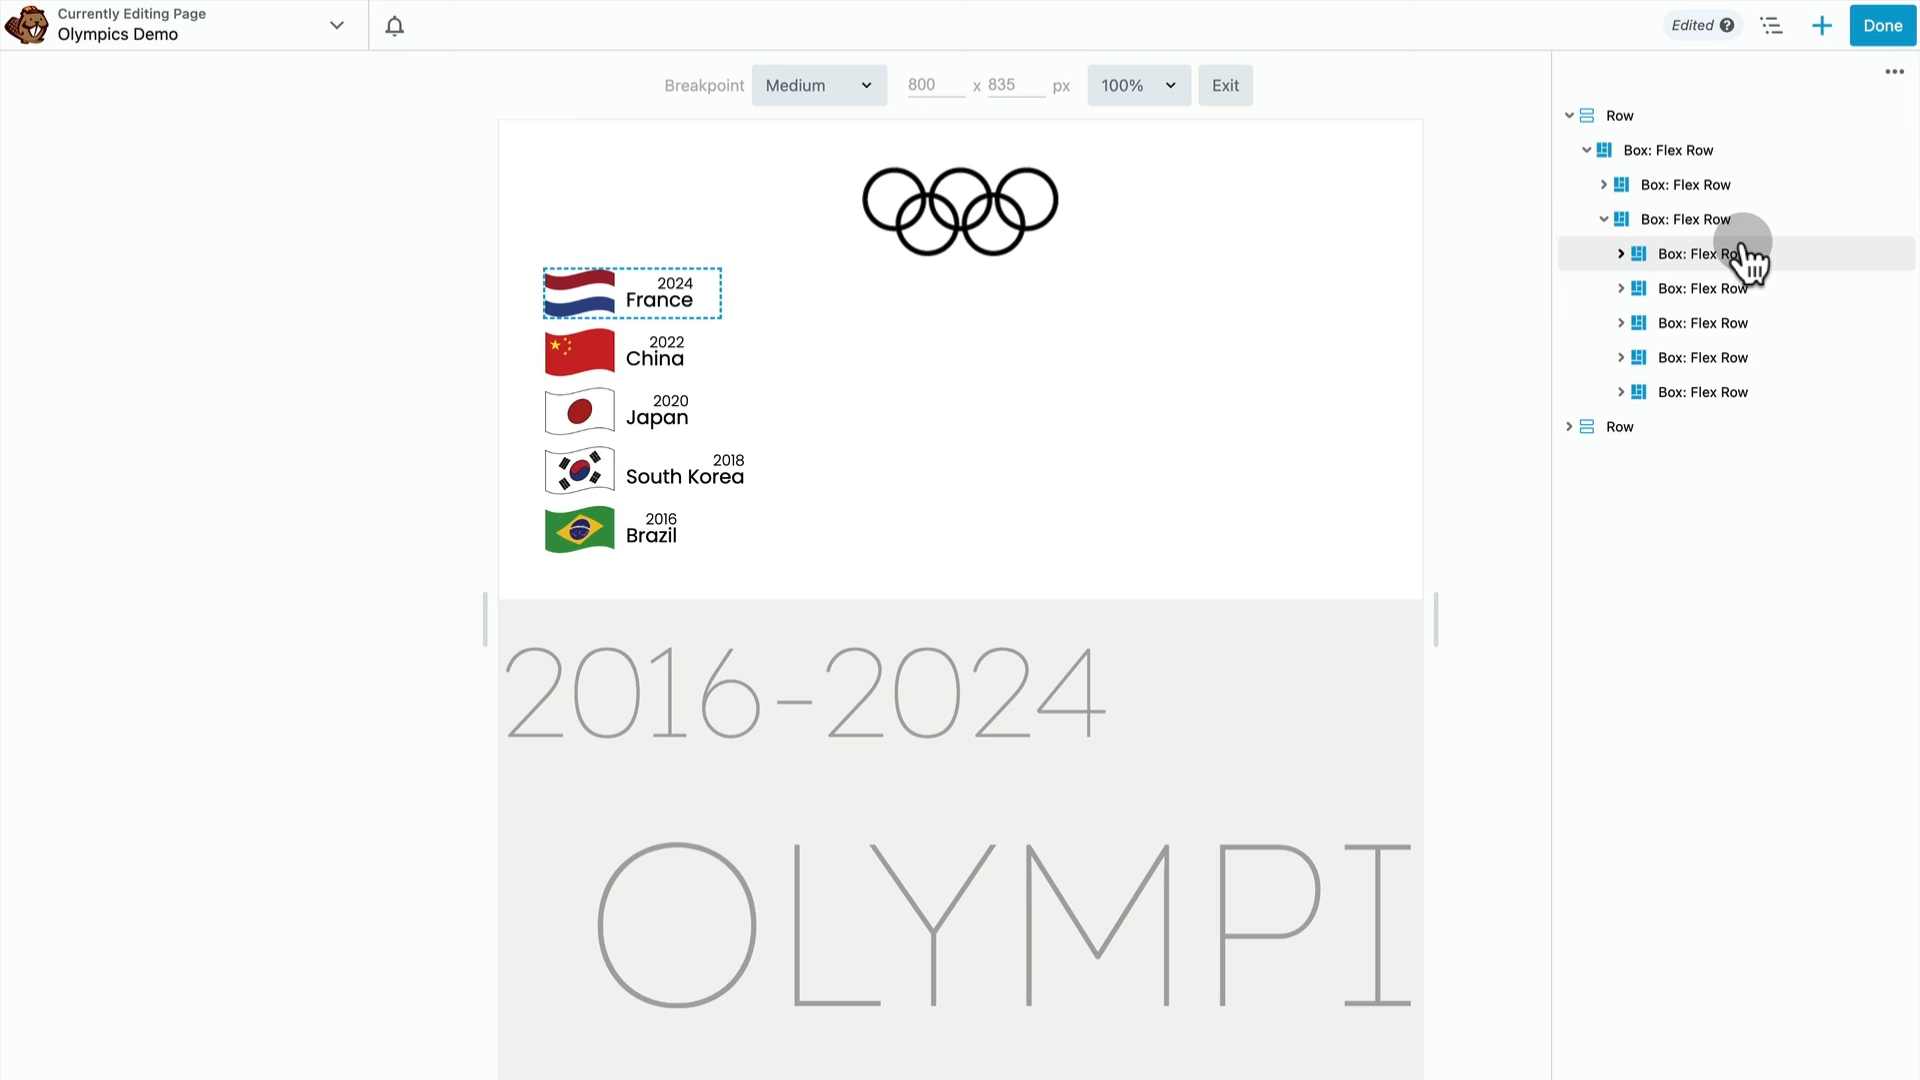 Currently Editing Page
Olympics Demo
Edited
Done
Breakpoint Medium 800 x 835 px 100% Exit
Row
Box: Flex Row
Box: Flex Row
Box: Flex Row
Box: Flex Row
Box: Flex Row
Box: Flex Row
Box: Flex Row
Box: Flex Row
Row
2024
France
2022
China
2020
Japan
2018
South Korea
2016
Brazil
2016-2024
OLYMPI